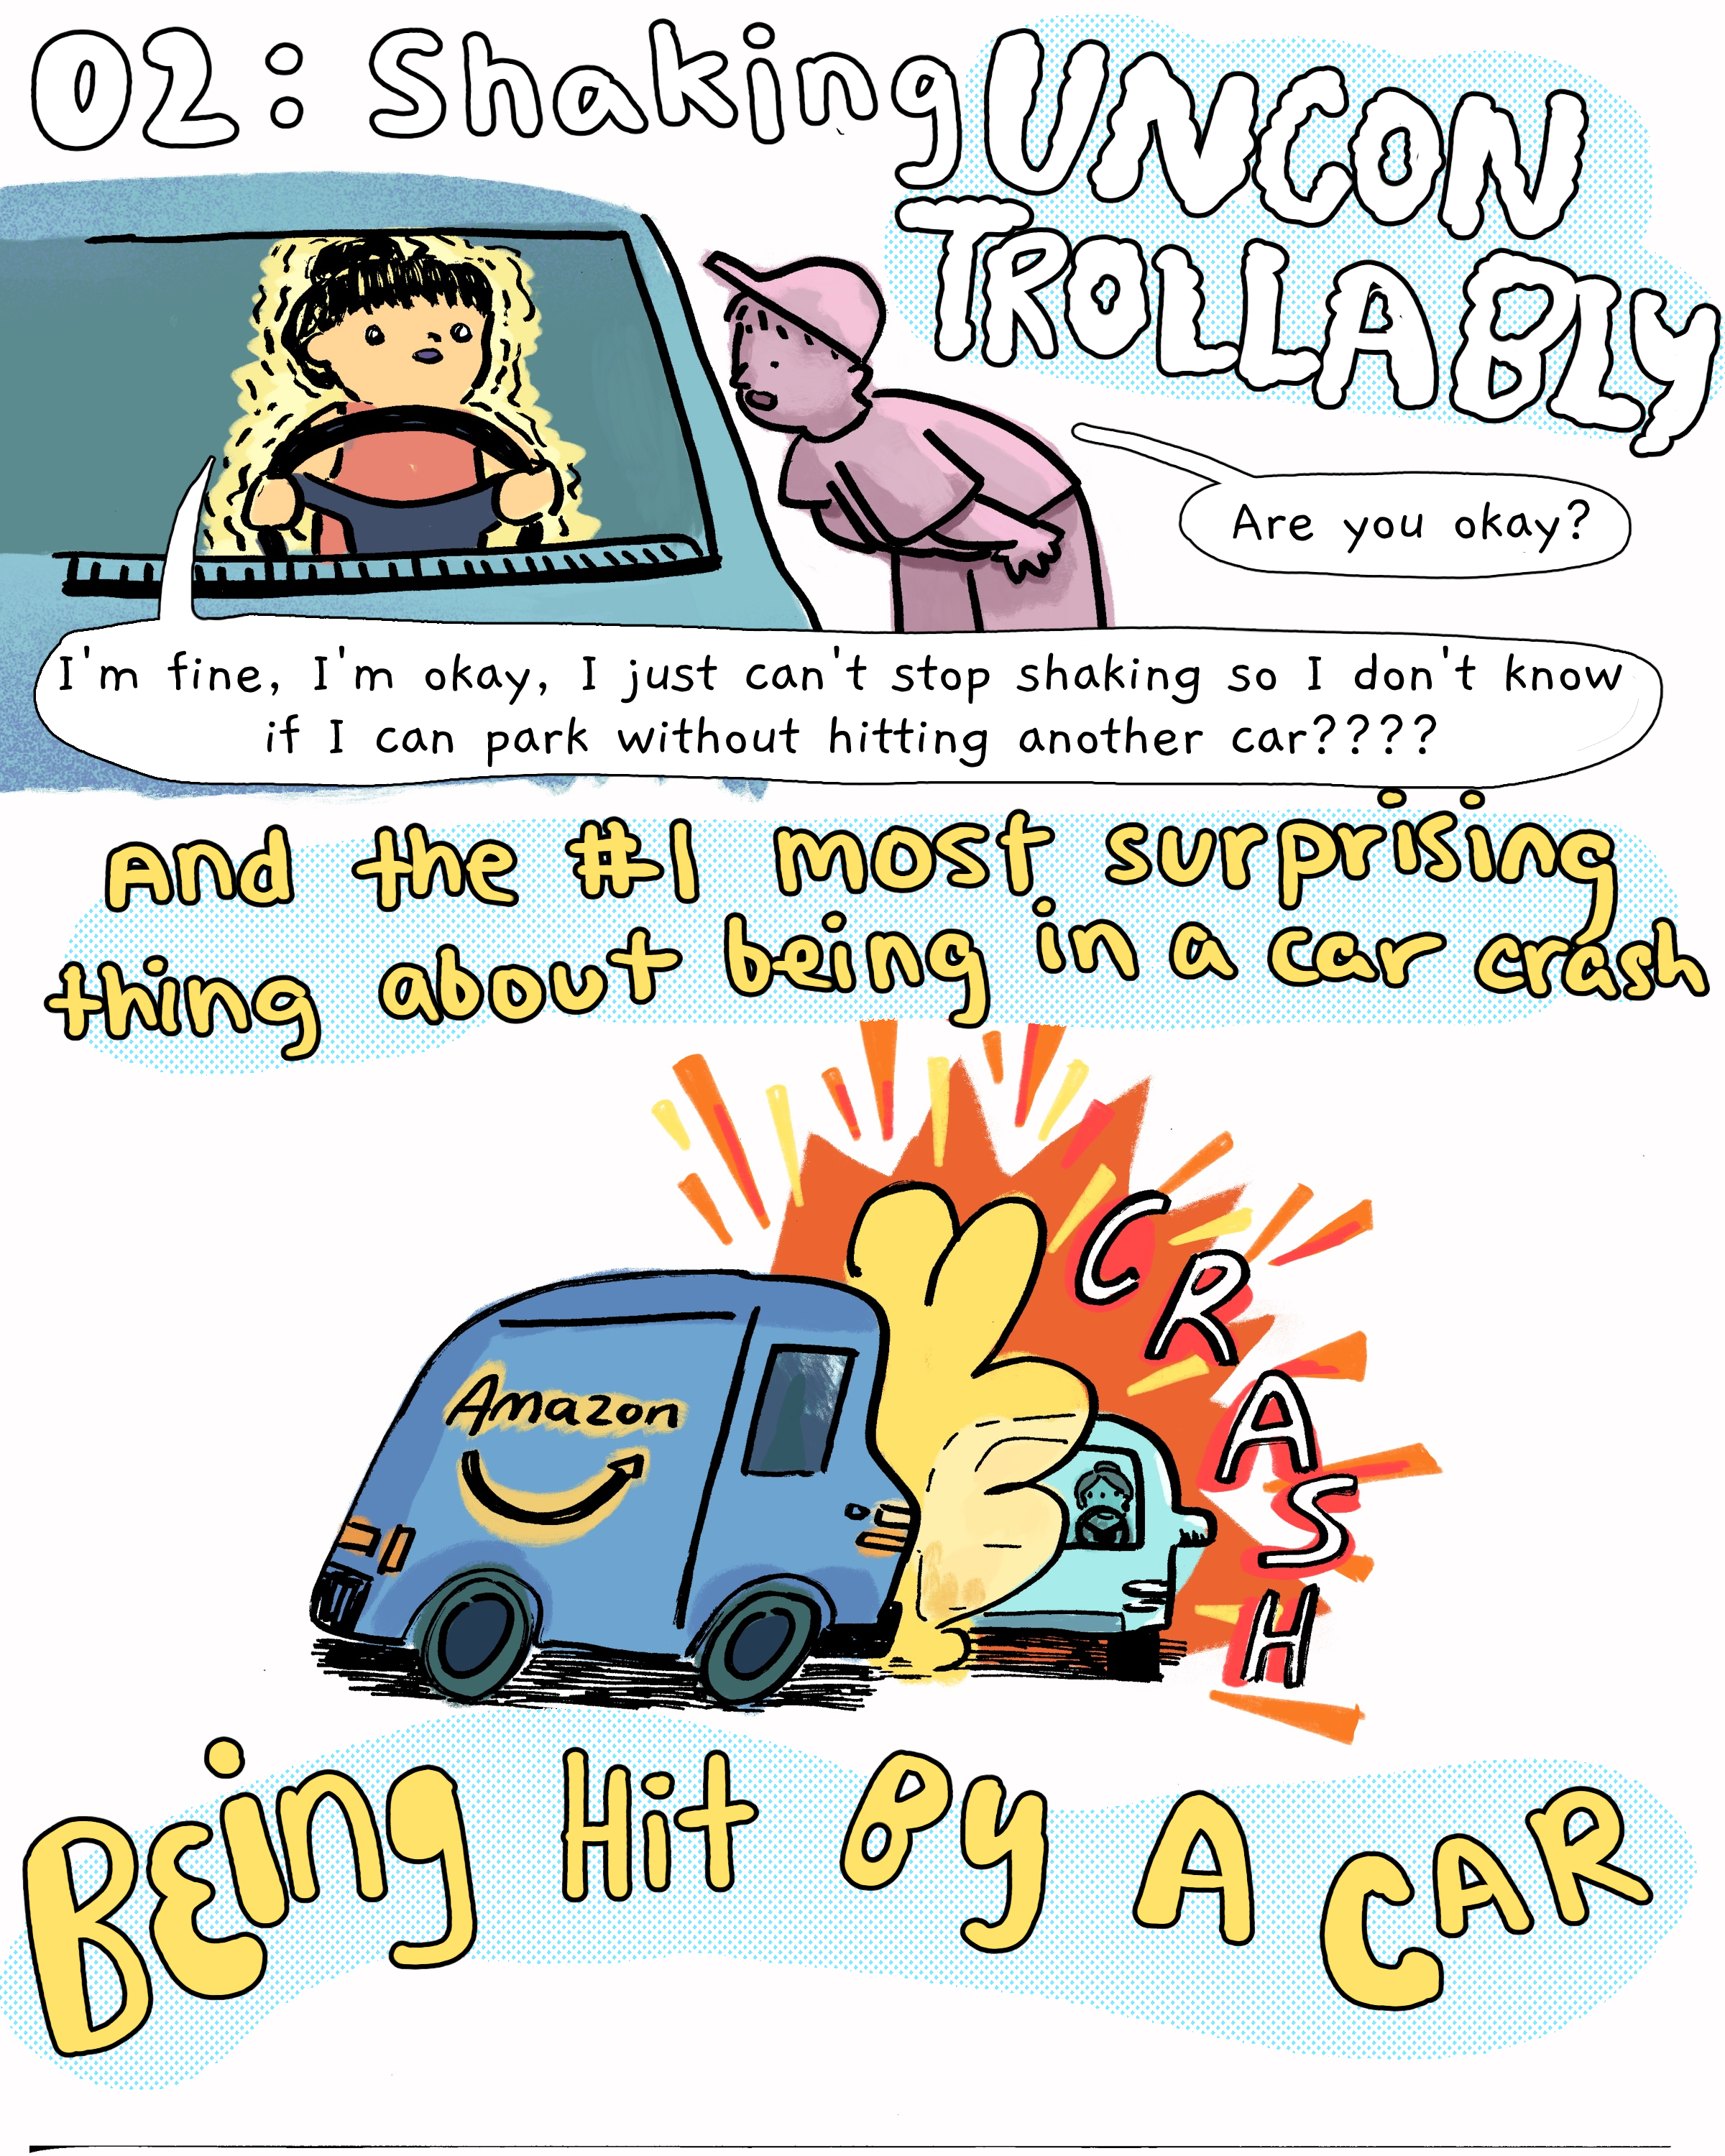 02: Shaking UNCON
TROLLABLY
Are you okay?
I'm fine, I'm okay, I just can't stop shaking so I don't know
if I can park without hitting another car????
And the #1 most surprising
thing about being in a car crash
CRASH
Amazon
BEing Hit By A CAR